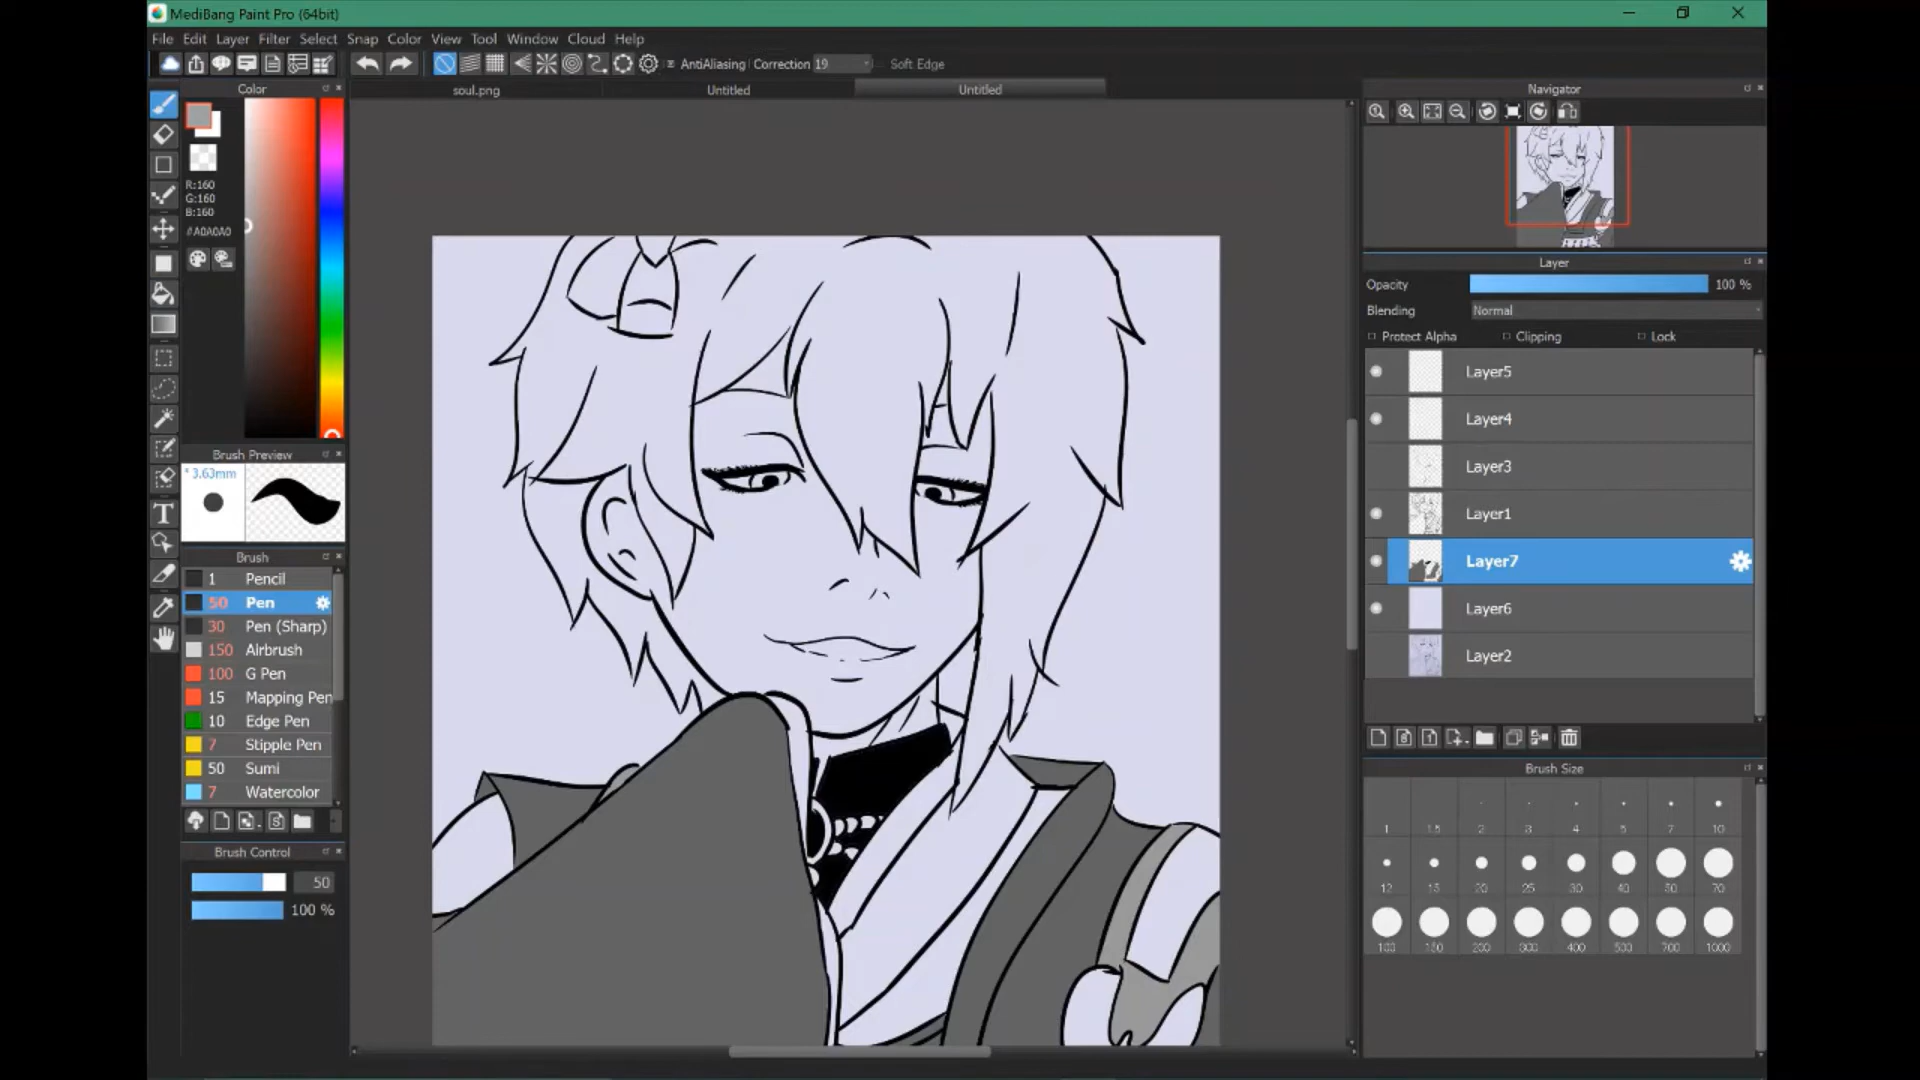 MediBang Paint Pro (64bit)
File Edit Layer Filter Select Snap Color View Tool Window Cloud Help
AntiAliasing Correction 19 Soft Edge
soul.png Untitled Untitled
Color
R:160
G:160
B:160
#A0A0A0
Brush Preview
* 3.63mm
Brush
1 Pencil
50 Pen
30 Pen (Sharp)
150 Airbrush
100 G Pen
15 Mapping Pen
10 Edge Pen
7 Stipple Pen
50 Sumi
7 Watercolor
Brush Control
50
100 %
Navigator
Layer
Opacity 100 %
Blending Normal
Protect Alpha Clipping Lock
Layer5
Layer4
Layer3
Layer1
Layer7
Layer6
Layer2
Brush Size
1 1.5 2 3 4 5 7 10
12 15 20 25 30 40 50 70
100 150 200 300 400 500 700 1000